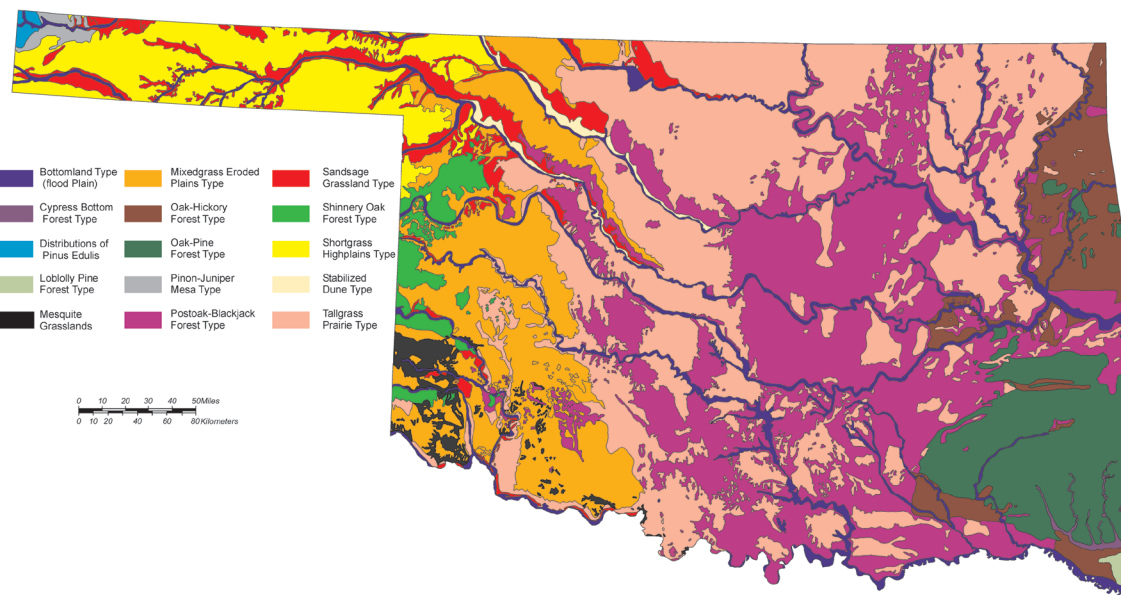 Bottomland Type
(flood Plain)
Cypress Bottom
Forest Type
Distributions of
Pinus Edulis
Loblolly Pine
Forest Type
Mesquite
Grasslands
Mixedgrass Eroded
Plains Type
Oak-Hickory
Forest Type
Oak-Pine
Forest Type
Pinon-Juniper
Mesa Type
Postoak-Blackjack
Forest Type
Sandsage
Grassland Type
Shinnery Oak
Forest Type
Shortgrass
Highplains Type
Stabilized
Dune Type
Tallgrass
Prairie Type
0 10 20 30 40 50Miles
0 10 20 40 60 80Kilometers